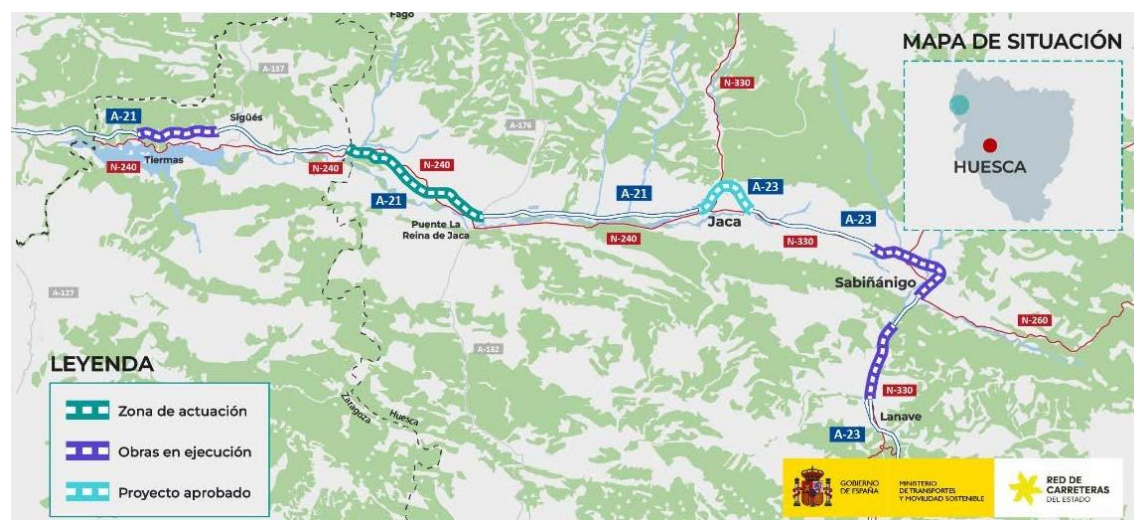 Fago
N-330
MAPA DE SITUACIÓN
HUESCA
A-137
A-21
Sigüés
A-176
Tiermas
N-240
N-240
N-240
A-21
A-21
A-23
Puente La
Reina de Jaca
Jaca
N-240
N-330
A-23
Sabiñánigo
N-260
A-127
A-132
N-330
Lanave
A-23
Zaragoza
Huesca
LEYENDA
Zona de actuación
Obras en ejecución
Proyecto aprobado
GOBIERNO
DE ESPAÑA
MINISTERIO
DE TRANSPORTES
Y MOVILIDAD SOSTENIBLE
RED DE
CARRETERAS
DEL ESTADO